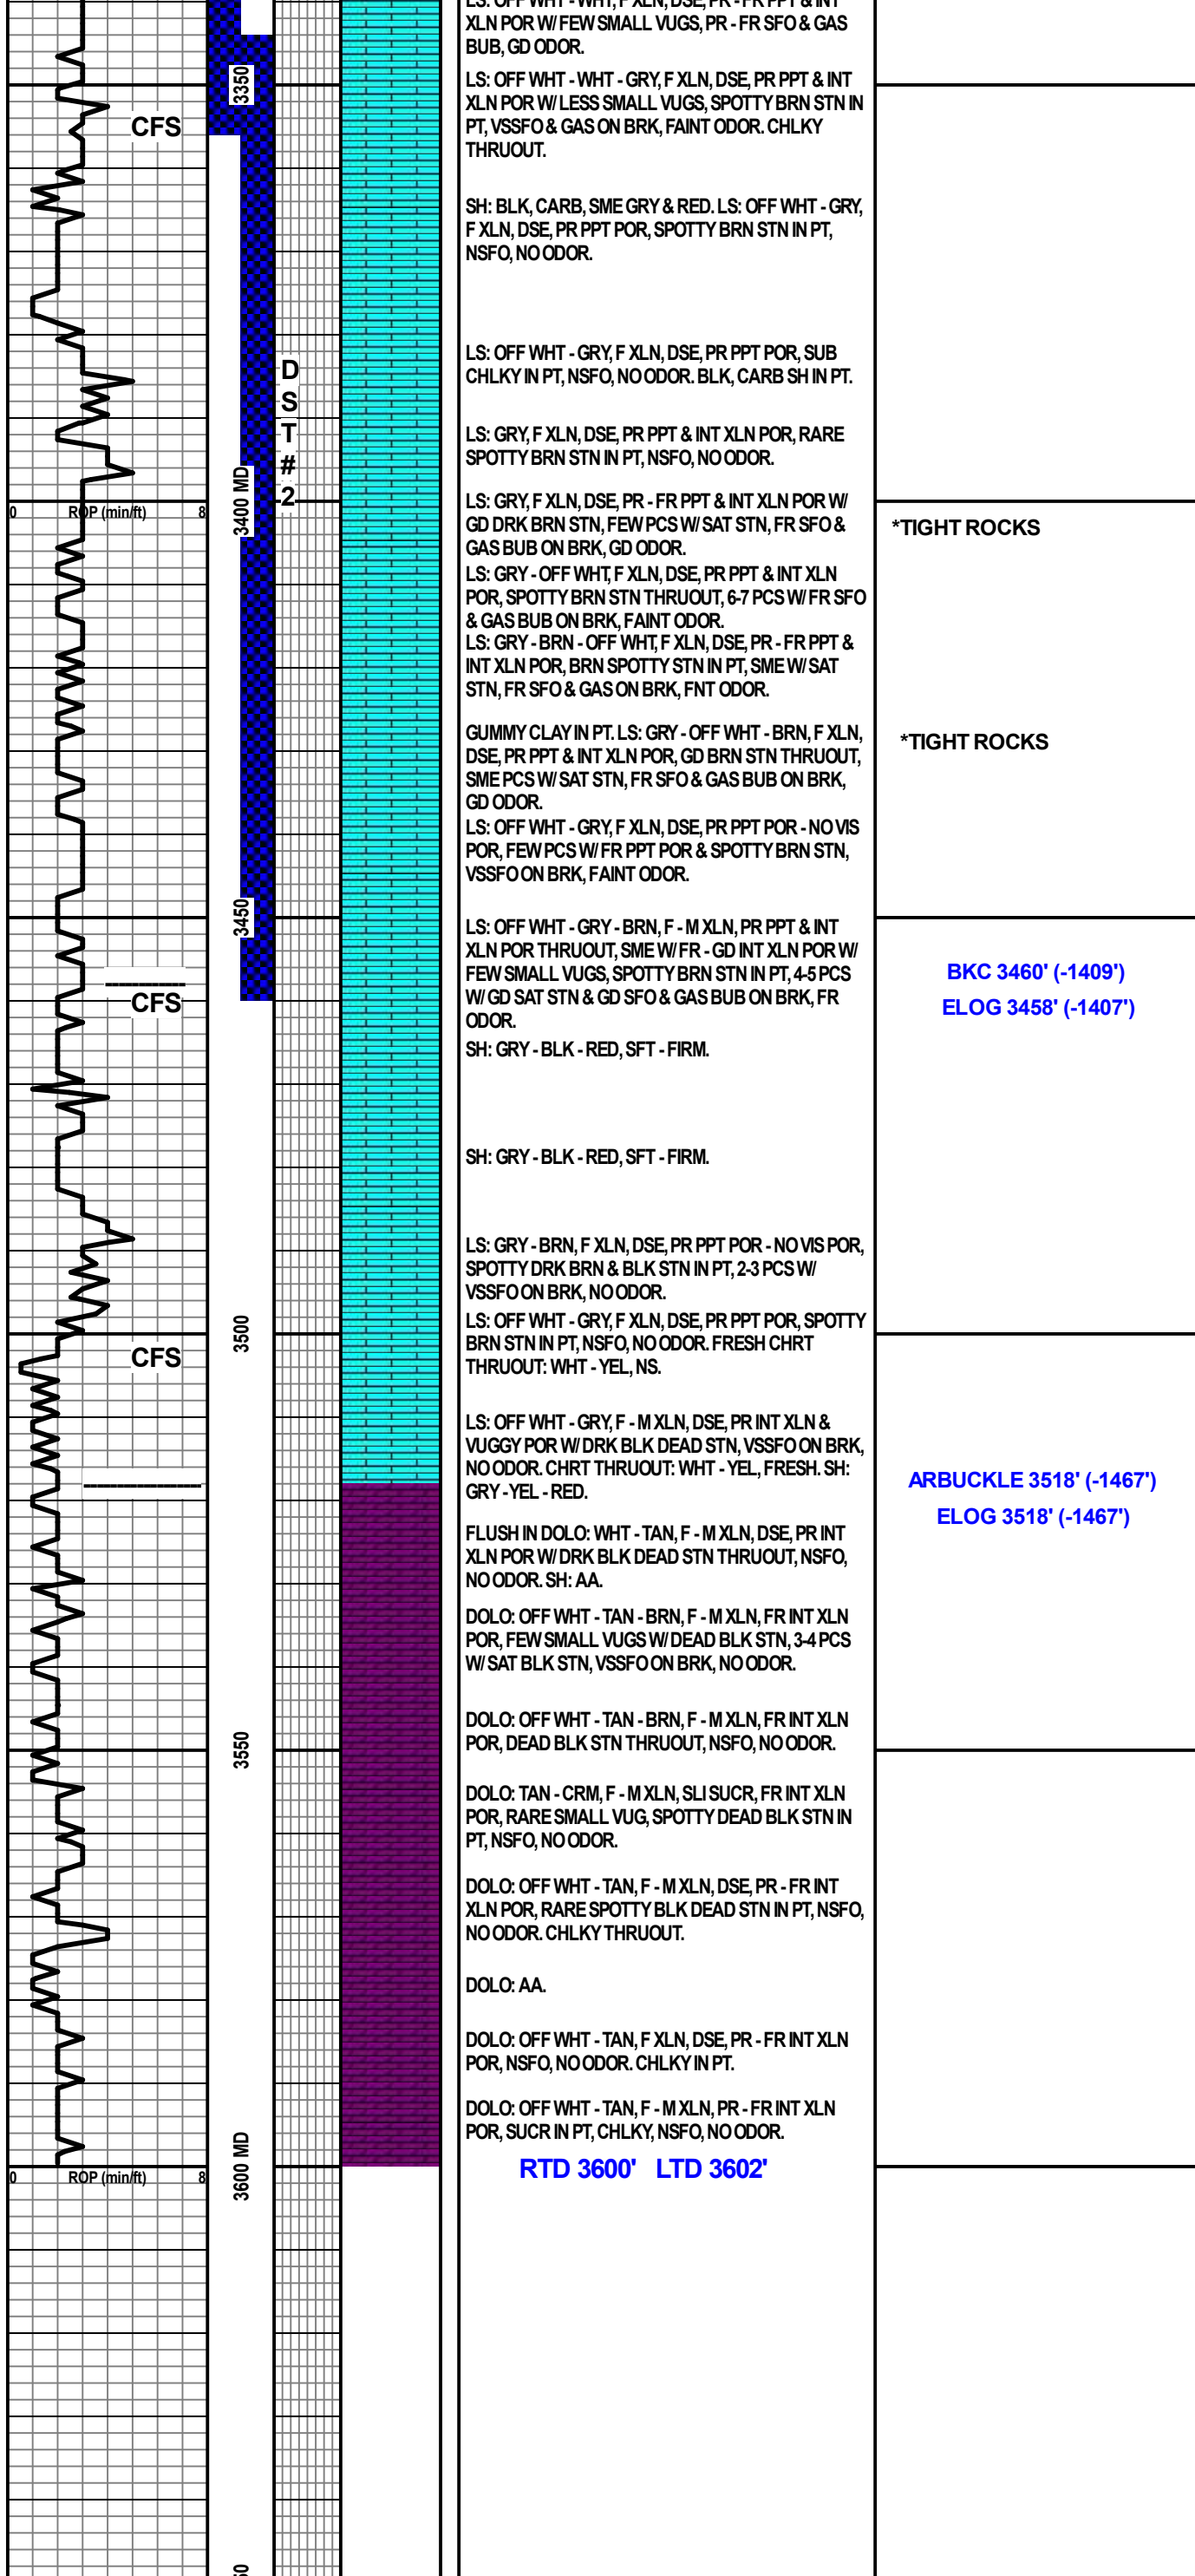 LS: OFF WHT - WHT, F XLN, DSE, PR - FR PPT & INT
XLN POR W/ FEW SMALL VUGS, PR - FR SFO & GAS
BUB, GD ODOR.
3350
LS: OFF WHT - WHT - GRY, F XLN, DSE, PR PPT & INT
XLN POR W/ LESS SMALL VUGS, SPOTTY BRN STN IN
PT, VSSFO & GAS ON BRK, FAINT ODOR. CHLKY
THRUOUT.
CFS
SH: BLK, CARB, SME GRY & RED. LS: OFF WHT - GRY,
F XLN, DSE, PR PPT POR, SPOTTY BRN STN IN PT,
NSFO, NO ODOR.
D
S
T
#
2
LS: OFF WHT - GRY, F XLN, DSE, PR PPT POR, SUB
CHLKY IN PT, NSFO, NO ODOR. BLK, CARB SH IN PT.
LS: GRY, F XLN, DSE, PR PPT & INT XLN POR, RARE
SPOTTY BRN STN IN PT, NSFO, NO ODOR.
0 ROP (min/ft) 8
3400 MD
LS: GRY, F XLN, DSE, PR - FR PPT & INT XLN POR W/
GD DRK BRN STN, FEW PCS W/ SAT STN, FR SFO &
GAS BUB ON BRK, GD ODOR.
*TIGHT ROCKS
LS: GRY - OFF WHT, F XLN, DSE, PR PPT & INT XLN
POR, SPOTTY BRN STN THRUOUT, 6-7 PCS W/ FR SFO
& GAS BUB ON BRK, FAINT ODOR.
LS: GRY - BRN - OFF WHT, F XLN, DSE, PR - FR PPT &
INT XLN POR, BRN SPOTTY STN IN PT, SME W/ SAT
STN, FR SFO & GAS ON BRK, FNT ODOR.
GUMMY CLAY IN PT. LS: GRY - OFF WHT - BRN, F XLN,
DSE, PR PPT & INT XLN POR, GD BRN STN THRUOUT,
SME PCS W/ SAT STN, FR SFO & GAS BUB ON BRK,
GD ODOR.
*TIGHT ROCKS
LS: OFF WHT - GRY, F XLN, DSE, PR PPT POR - NO VIS
POR, FEW PCS W/ FR PPT POR & SPOTTY BRN STN,
VSSFO ON BRK, FAINT ODOR.
3450
LS: OFF WHT - GRY - BRN, F - M XLN, PR PPT & INT
XLN POR THRUOUT, SME W/ FR - GD INT XLN POR W/
FEW SMALL VUGS, SPOTTY BRN STN IN PT, 4-5 PCS
W/ GD SAT STN & GD SFO & GAS BUB ON BRK, FR
ODOR.
BKC 3460' (-1409')
ELOG 3458' (-1407')
CFS
SH: GRY - BLK - RED, SFT - FIRM.
SH: GRY - BLK - RED, SFT - FIRM.
LS: GRY - BRN, F XLN, DSE, PR PPT POR - NO VIS POR,
SPOTTY DRK BRN & BLK STN IN PT, 2-3 PCS W/
VSSFO ON BRK, NO ODOR.
3500
LS: OFF WHT - GRY, F XLN, DSE, PR PPT POR, SPOTTY
BRN STN IN PT, NSFO, NO ODOR. FRESH CHRT
THRUOUT: WHT - YEL, NS.
CFS
LS: OFF WHT - GRY, F - M XLN, DSE, PR INT XLN &
VUGGY POR W/ DRK BLK DEAD STN, VSSFO ON BRK,
NO ODOR. CHRT THRUOUT: WHT - YEL, FRESH. SH:
GRY - YEL - RED.
ARBUCKLE 3518' (-1467')
ELOG 3518' (-1467')
FLUSH IN DOLO: WHT - TAN, F - M XLN, DSE, PR INT
XLN POR W/ DRK BLK DEAD STN THRUOUT, NSFO,
NO ODOR. SH: AA.
DOLO: OFF WHT - TAN - BRN, F - M XLN, FR INT XLN
POR, FEW SMALL VUGS W/ DEAD BLK STN, 3-4 PCS
W/ SAT BLK STN, VSSFO ON BRK, NO ODOR.
DOLO: OFF WHT - TAN - BRN, F - M XLN, FR INT XLN
POR, DEAD BLK STN THRUOUT, NSFO, NO ODOR.
3550
DOLO: TAN - CRM, F - M XLN, SLI SUCR, FR INT XLN
POR, RARE SMALL VUG, SPOTTY DEAD BLK STN IN
PT, NSFO, NO ODOR.
DOLO: OFF WHT - TAN, F - M XLN, DSE, PR - FR INT
XLN POR, RARE SPOTTY BLK DEAD STN IN PT, NSFO,
NO ODOR. CHLKY THRUOUT.
DOLO: AA.
DOLO: OFF WHT - TAN, F XLN, DSE, PR - FR INT XLN
POR, NSFO, NO ODOR. CHLKY IN PT.
DOLO: OFF WHT - TAN, F - M XLN, PR - FR INT XLN
POR, SUCR IN PT, CHLKY, NSFO, NO ODOR.
0 ROP (min/ft) 8
3600 MD
RTD 3600' LTD 3602'